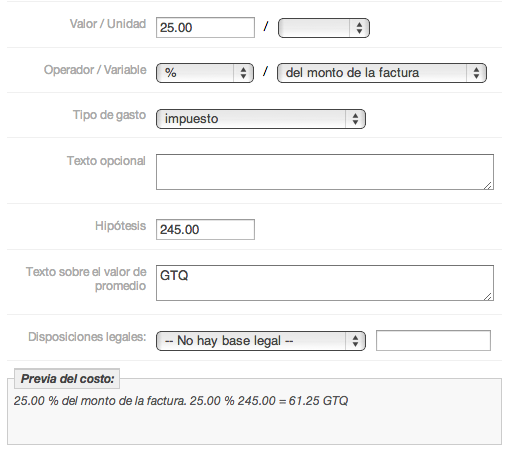 Valor / Unidad 25.00 /
Operador / Variable % / del monto de la factura
Tipo de gasto impuesto
Texto opcional
Hipótesis 245.00
Texto sobre el valor de GTQ
promedio
Disposiciones legales: -- No hay base legal --
Previa del costo:
25.00 % del monto de la factura. 25.00 % 245.00 = 61.25 GTQ